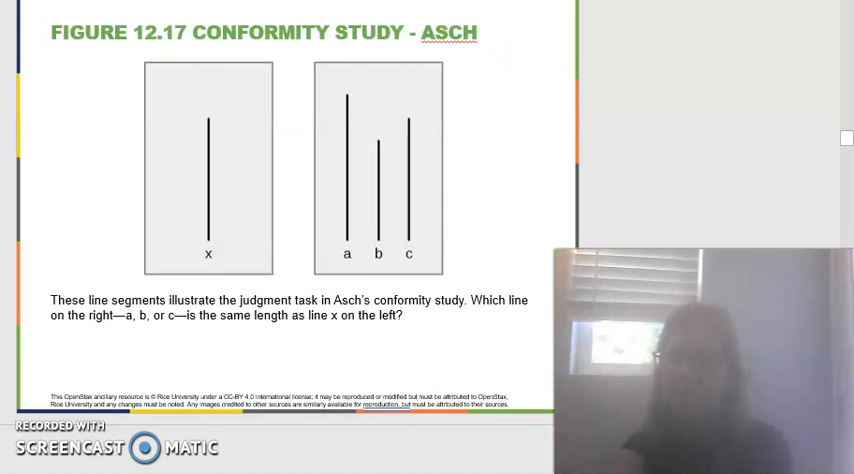 FIGURE 12.17 CONFORMITY STUDY - ASCH
x
a b c
These line segments illustrate the judgment task in Asch's conformity study. Which line
on the right—a, b, or c—is the same length as line x on the left?
This OpenStax ancillary resource is © Rice University under a CC-BY 4.0 International license; it may be reproduced or modified but must be attributed to OpenStax,
Rice University and any changes must be noted. Any images credited to other sources are similarly available for reproduction, but must be attributed to their sources.
RECORDED WITH
SCREENCAST MATIC